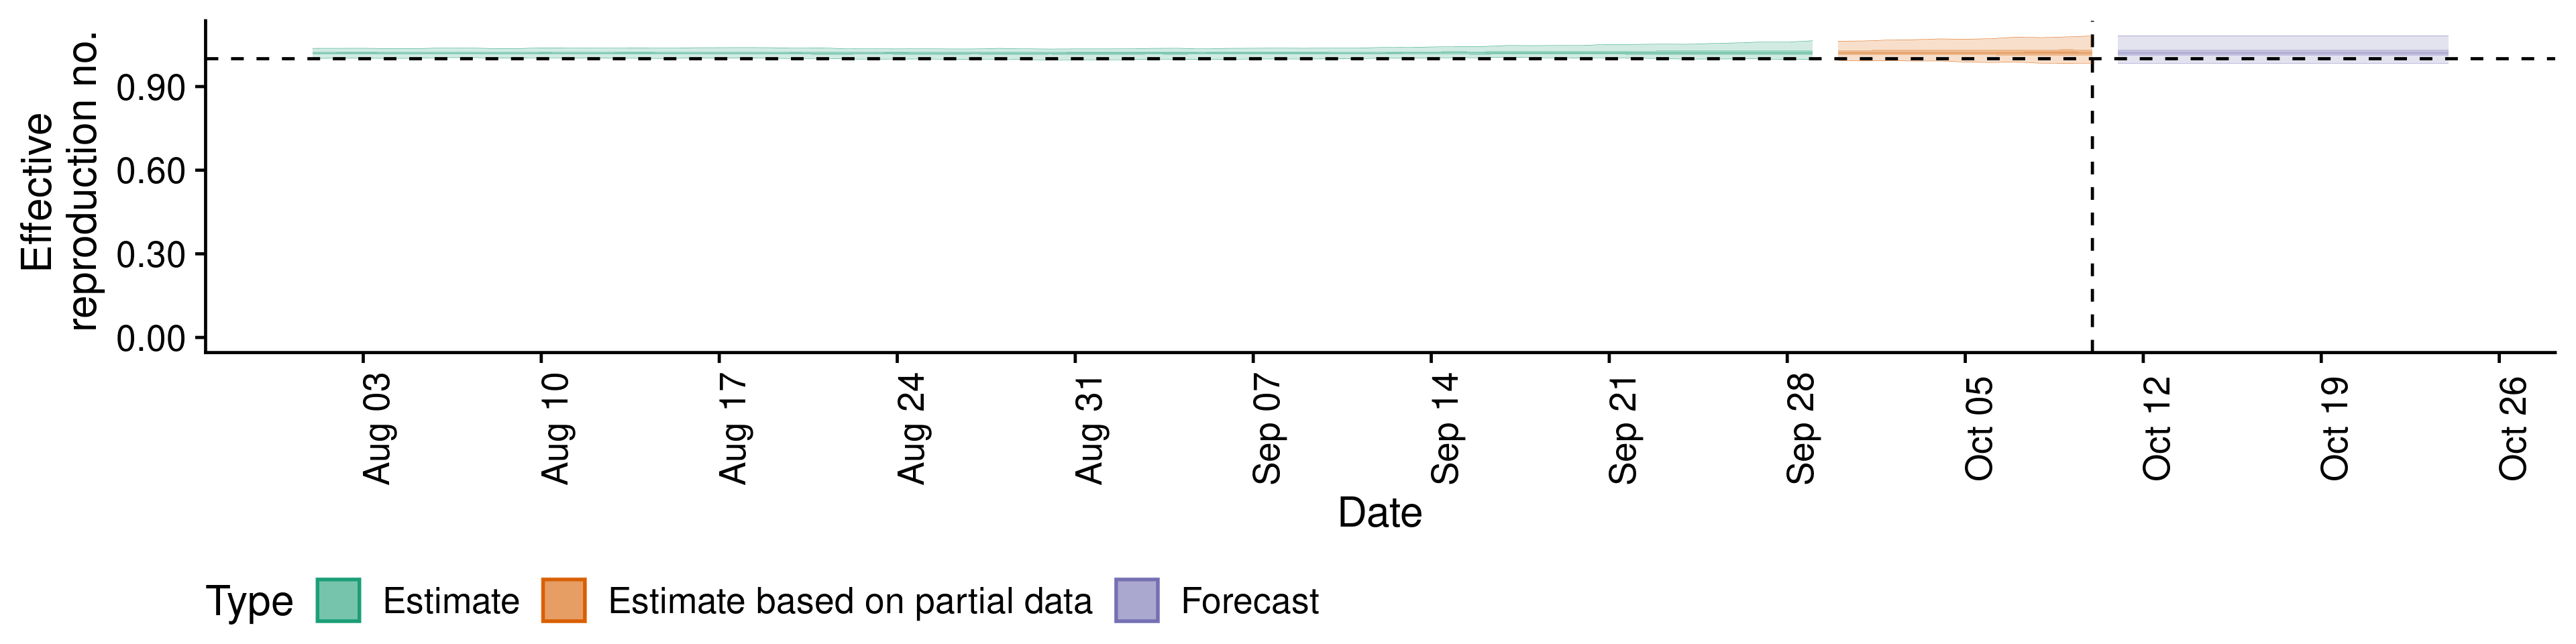 Effective
reproduction no.
0.90
0.60
0.30
0.00
Aug 03
Aug 10
Aug 17
Aug 24
Aug 31
Sep 07
Sep 14
Sep 21
Sep 28
Oct 05
Oct 12
Oct 19
Oct 26
Date
Type Estimate Estimate based on partial data Forecast